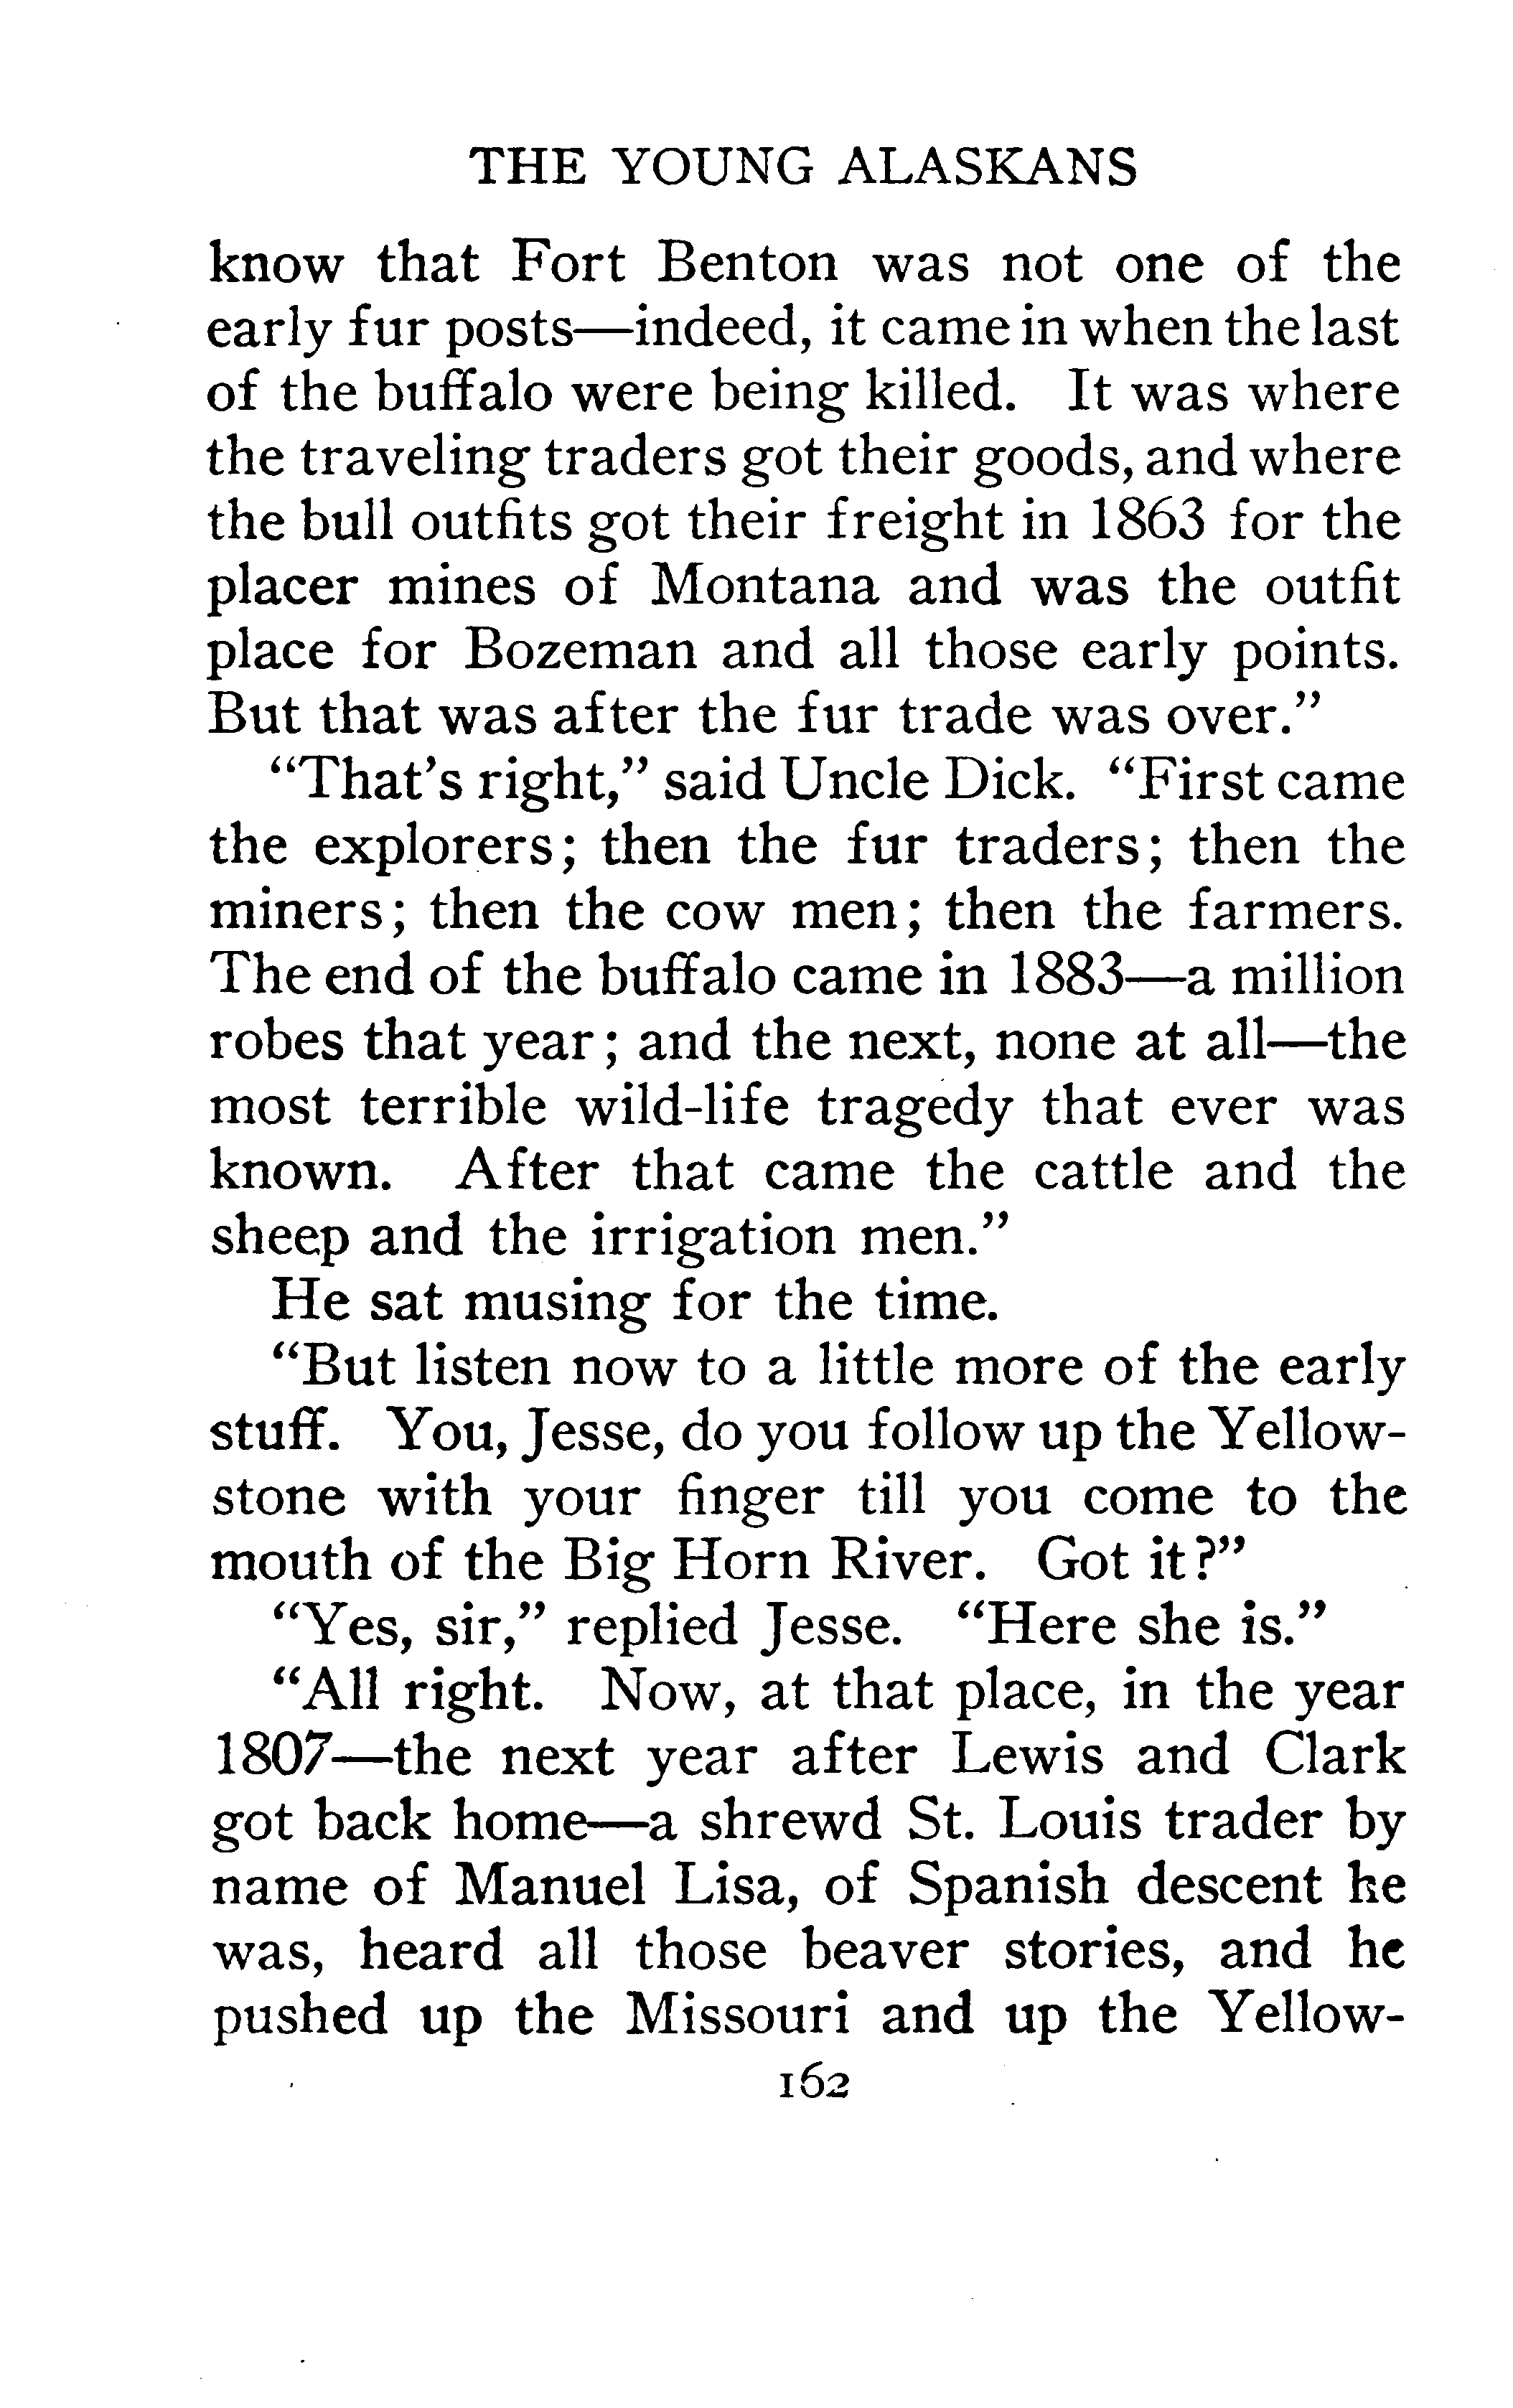 THE YOUNG ALASKANS
know that Fort Benton was not one of the
early fur posts—indeed, it came in when the last
of the buffalo were being killed. It was where
the traveling traders got their goods, and where
the bull outfits got their freight in 1863 for the
placer mines of Montana and was the outfit
place for Bozeman and all those early points.
But that was after the fur trade was over.”
“That’s right,” said Uncle Dick. “First came
the explorers; then the fur traders; then the
miners; then the cow men; then the farmers.
The end of the buffalo came in 1883—a million
robes that year; and the next, none at all—the
most terrible wild-life tragedy that ever was
known. After that came the cattle and the
sheep and the irrigation men.”
He sat musing for the time.
“But listen now to a little more of the early
stuff. You, Jesse, do you follow up the Yellow-
stone with your finger till you come to the
mouth of the Big Horn River. Got it?”
“Yes, sir,” replied Jesse. “Here she is.”
“All right. Now, at that place, in the year
1807—the next year after Lewis and Clark
got back home—a shrewd St. Louis trader by
name of Manuel Lisa, of Spanish descent he
was, heard all those beaver stories, and he
pushed up the Missouri and up the Yellow-
162